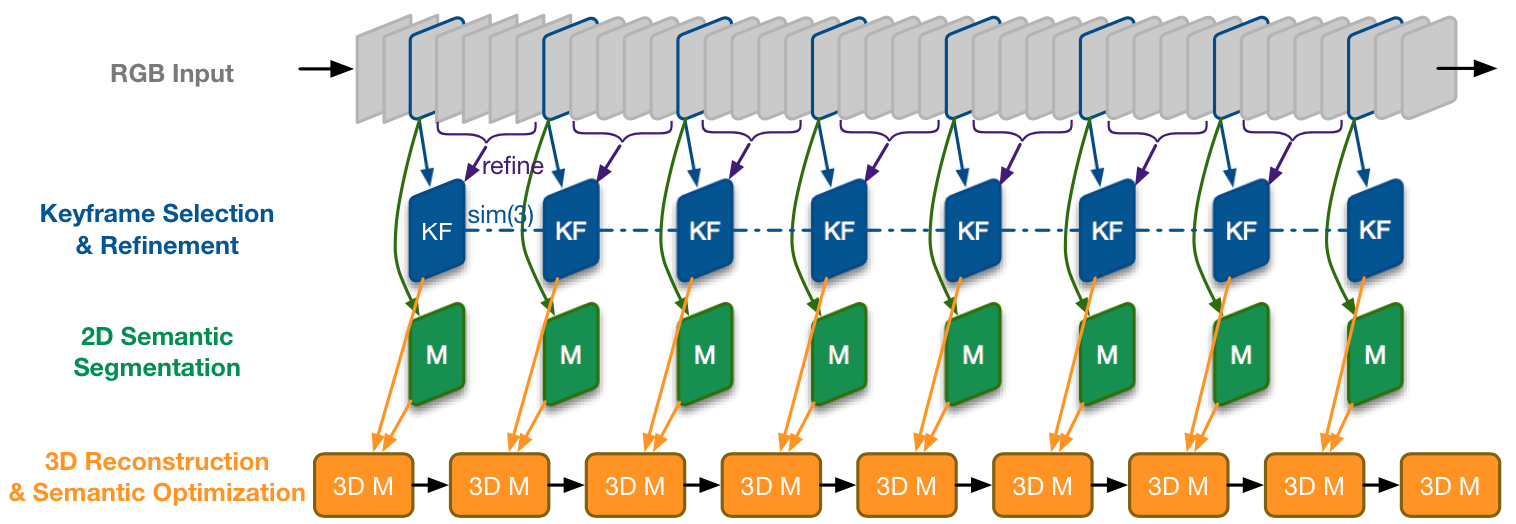 RGB Input
refine
Keyframe Selection
& Refinement
sim(3)
KF KF KF KF KF KF KF KF
2D Semantic
Segmentation
M M M M M M M M
3D Reconstruction
& Semantic Optimization
3D M 3D M 3D M 3D M 3D M 3D M 3D M 3D M 3D M